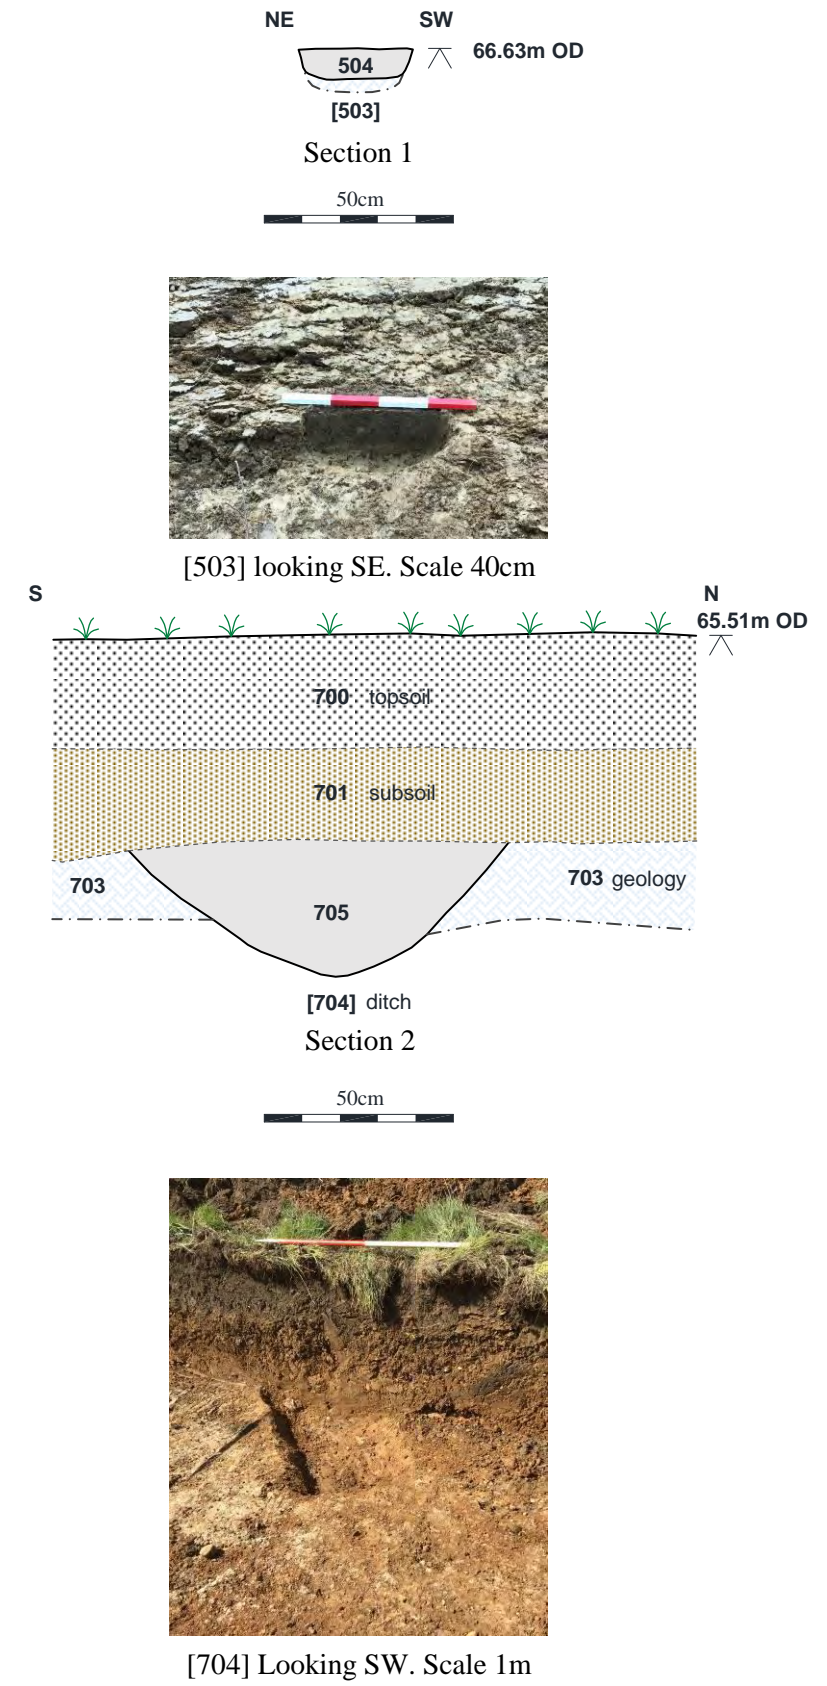 NE SW
66.63m OD
504
[503]
Section 1
50cm
[503] looking SE. Scale 40cm
S N
65.51m OD
700 topsoil
701 subsoil
703 703 geology
705
[704] ditch
Section 2
50cm
[704] Looking SW. Scale 1m